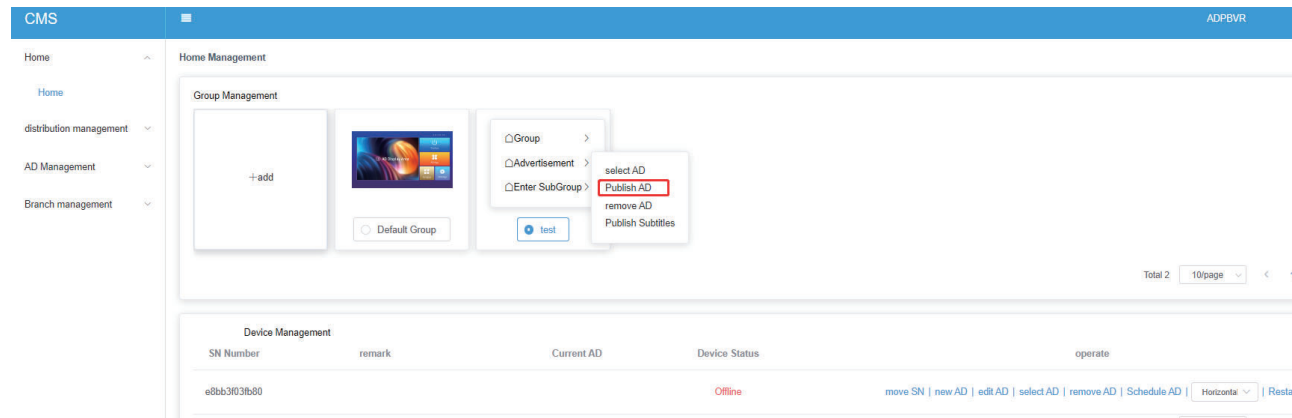 CMS
ADPBVR
Home
Home
distribution management
AD Management
Branch management
Home Management
Group Management
+add
Default Group
Group
Advertisement
Enter SubGroup
test
select AD
Publish AD
remove AD
Publish Subtitles
Total 2 10/page
Device Management
SN Number remark Current AD Device Status operate
e8bb3f03fb80 Offline move SN | new AD | edit AD | select AD | remove AD | Schedule AD | Horizontal | Resta